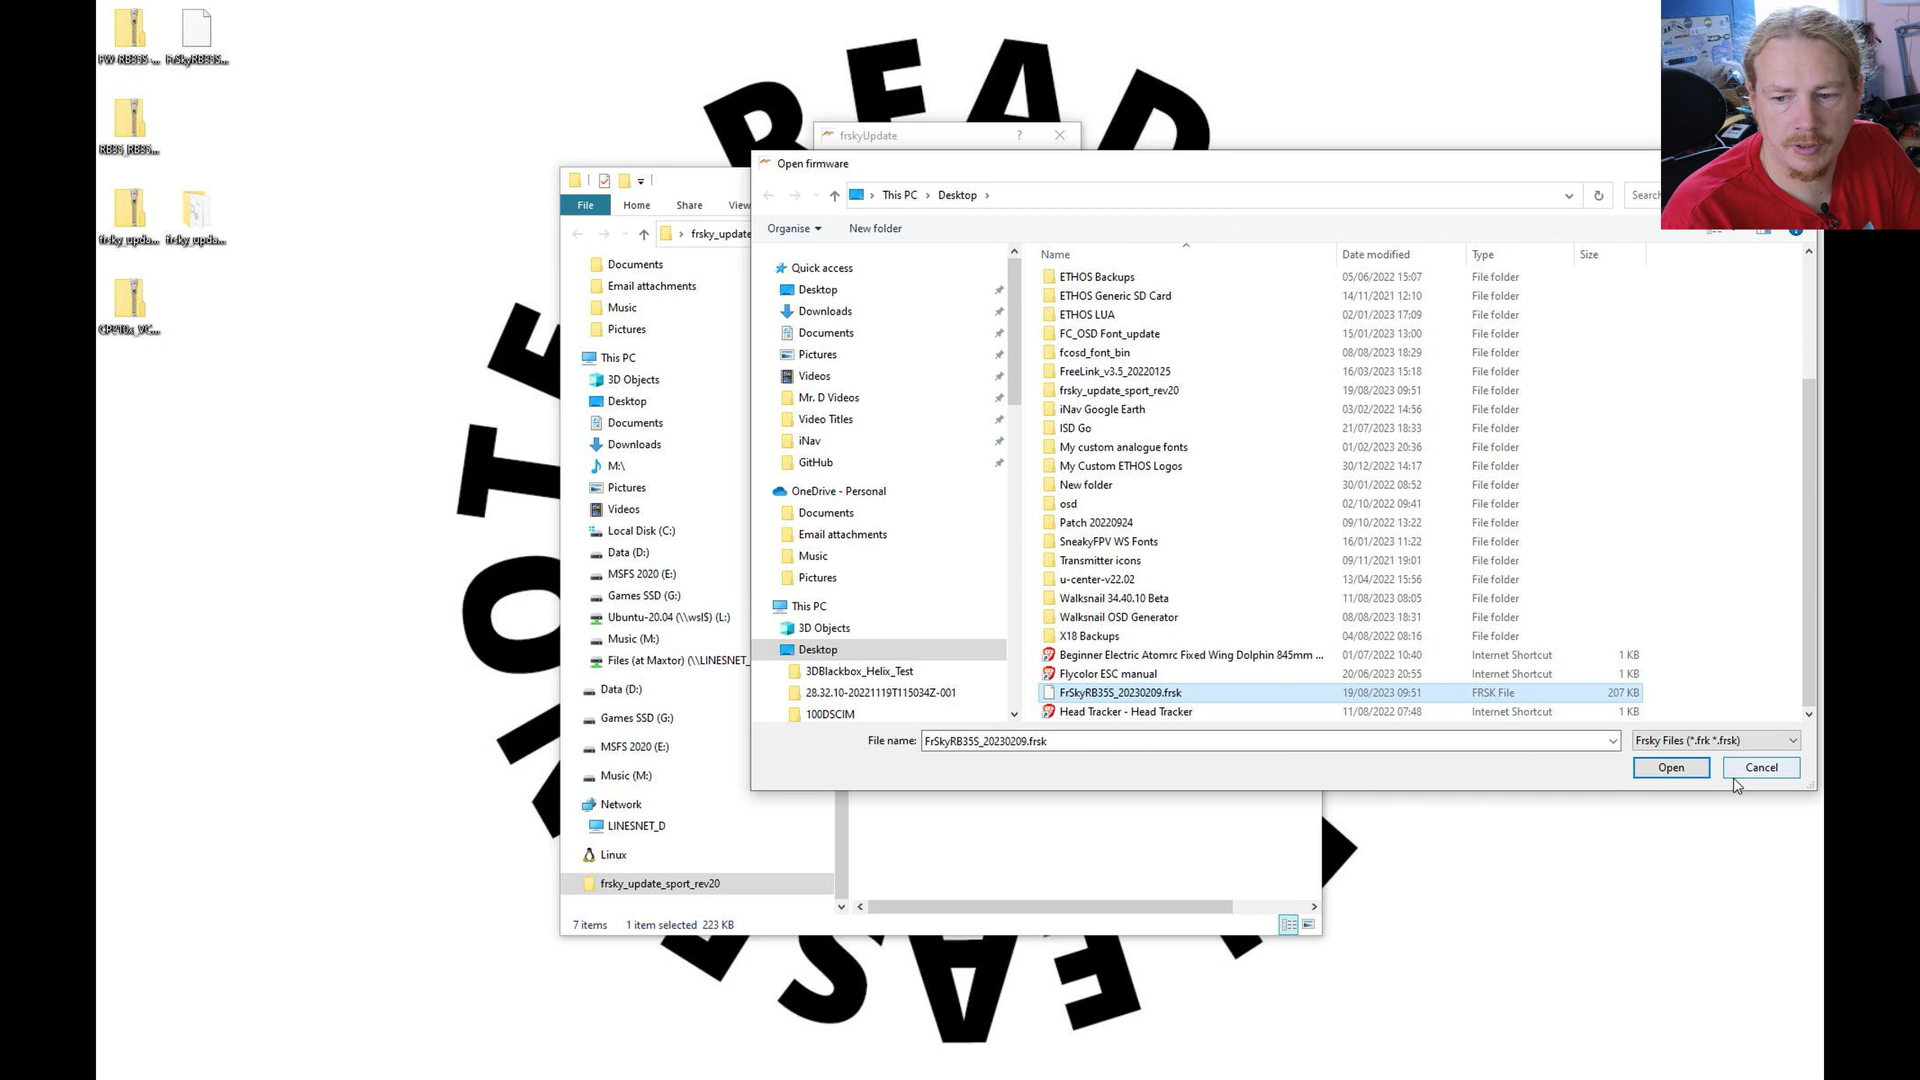 FW-RB35S-...
FrSkyRB35S...
RB35_RB35...
frsky_upda...
frsky_upda...
CP210x_VC...
READ
NOTE
EASE
frskyUpdate
?
File
Home
Share
View
frsky_update
Documents
Email attachments
Music
Pictures
This PC
3D Objects
Desktop
Documents
Downloads
M:\
Pictures
Videos
Local Disk (C:)
Data (D:)
MSFS 2020 (E:)
Games SSD (G:)
Ubuntu-20.04 (\\wsl$) (L:)
Music (M:)
Files (at Maxtor) (\\LINESNET_
Data (D:)
Games SSD (G:)
MSFS 2020 (E:)
Music (M:)
Network
LINESNET_D
Linux
frsky_update_sport_rev20
7 items 1 item selected 223 KB
Open firmware
This PC > Desktop >
Search
Organise
New folder
Quick access
Desktop
Downloads
Documents
Pictures
Videos
Mr. D Videos
Video Titles
iNav
GitHub
OneDrive - Personal
Documents
Email attachments
Music
Pictures
This PC
3D Objects
Desktop
3DBlackbox_Helix_Test
28.32.10-20221119T115034Z-001
100DSCIM
Name Date modified Type Size
ETHOS Backups 05/06/2022 15:07 File folder
ETHOS Generic SD Card 14/11/2021 12:10 File folder
ETHOS LUA 02/01/2023 17:09 File folder
FC_OSD Font_update 15/01/2023 13:00 File folder
fcosd_font_bin 08/08/2023 18:29 File folder
FreeLink_v3.5_20220125 16/03/2023 15:18 File folder
frsky_update_sport_rev20 19/08/2023 09:51 File folder
iNav Google Earth 03/02/2022 14:56 File folder
ISD Go 21/07/2023 18:33 File folder
My custom analogue fonts 01/02/2023 20:36 File folder
My Custom ETHOS Logos 30/12/2022 14:17 File folder
New folder 30/01/2022 08:52 File folder
osd 02/10/2022 09:41 File folder
Patch 20220924 09/10/2022 13:22 File folder
SneakyFPV WS Fonts 16/01/2023 11:22 File folder
Transmitter icons 09/11/2021 19:01 File folder
u-center-v22.02 13/04/2022 15:56 File folder
Walksnail 34.40.10 Beta 11/08/2023 08:05 File folder
Walksnail OSD Generator 08/08/2023 18:31 File folder
X18 Backups 04/08/2022 08:16 File folder
Beginner Electric Atomrc Fixed Wing Dolphin 845mm ... 01/07/2022 10:40 Internet Shortcut 1 KB
Flycolor ESC manual 20/06/2023 20:55 Internet Shortcut 1 KB
FrSkyRB35S_20230209.frsk 19/08/2023 09:51 FRSK File 207 KB
Head Tracker - Head Tracker 11/08/2022 07:48 Internet Shortcut 1 KB
File name: FrSkyRB35S_20230209.frsk
Frsky Files (*.frk *.frsk)
Open
Cancel